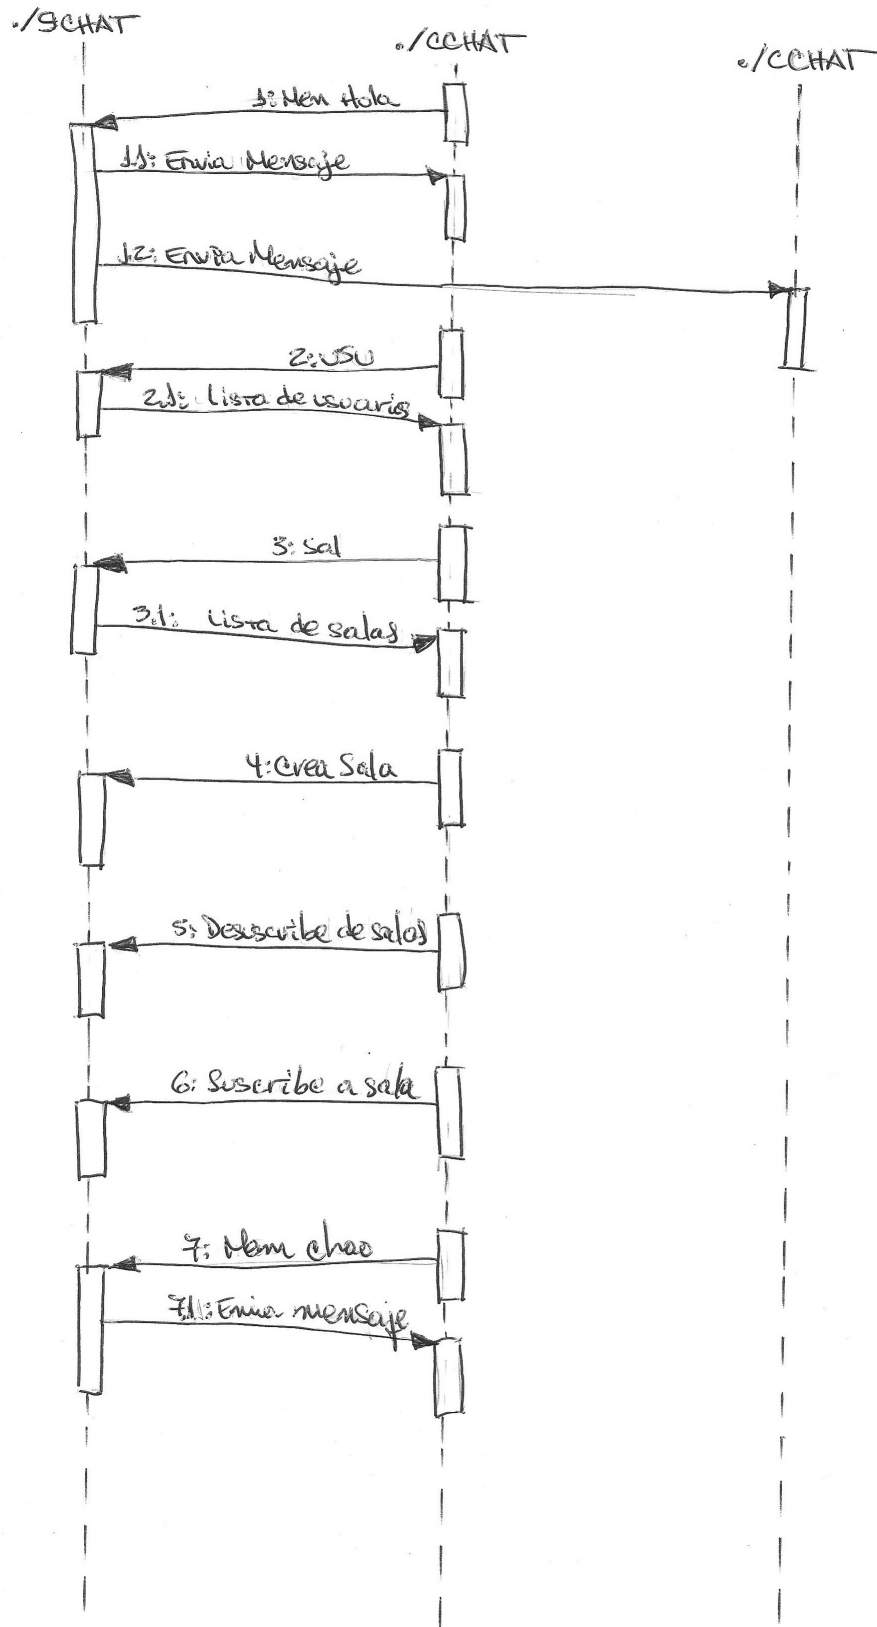 ./SCHAT
./CCHAT
./CCHAT
1: Men Hola
1.1: Envia Mensaje
1.2: Envia Mensaje
2: USU
2.1: Lista de usuarios
3: Sal
3.1: Lista de salas
4: Crea Sala
5: Desuscribe de salas
6: Suscribe a sala
7: Mem chao
7.1: Envia mensaje